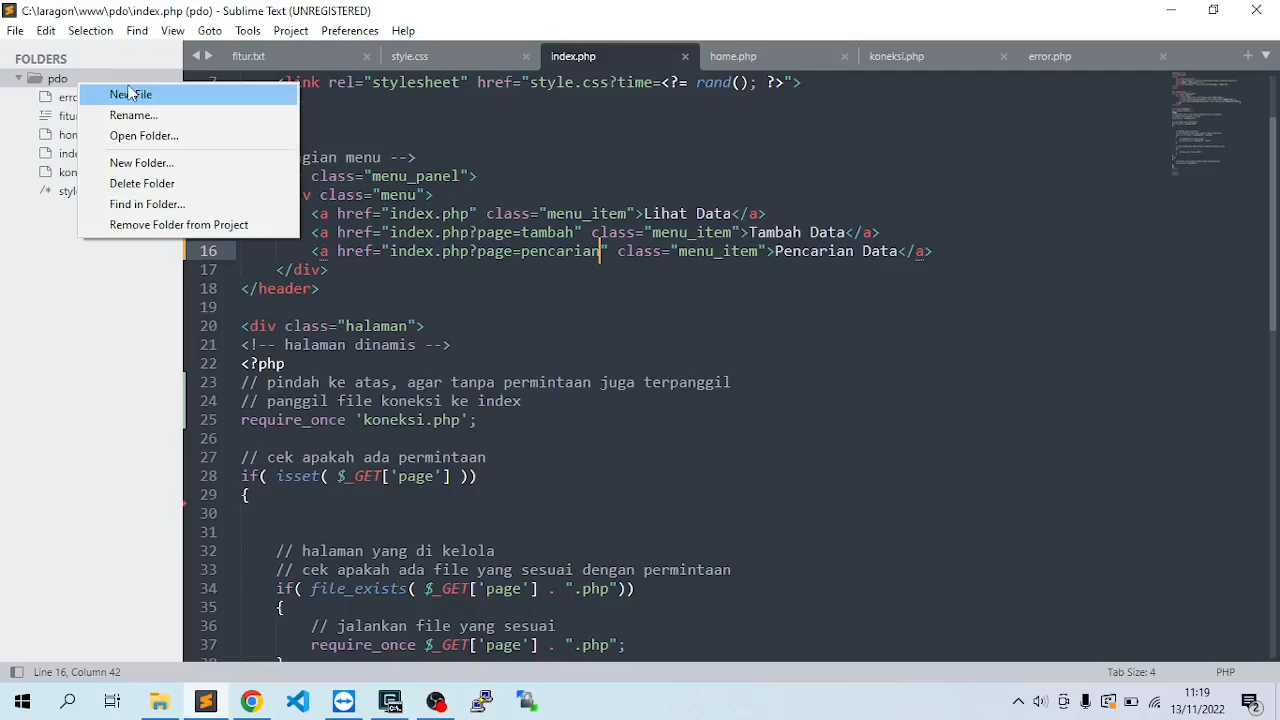 C:\laragon\www\pdo\index.php (pdo) - Sublime Text (UNREGISTERED)
File Edit Selection Find View Goto Tools Project Preferences Help
FOLDERS
pdo
New File
Rename...
Open Folder...
New Folder...
Delete Folder
Find in Folder...
Remove Folder from Project
fitur.txt style.css index.php home.php koneksi.php error.php
7 <link rel="stylesheet" href="style.css?time=<?= rand(); ?>">
menu -->
class="menu_panel">
class="menu">
<a href="index.php" class="menu_item">Lihat Data</a>
<a href="index.php?page=tambah" class="menu_item">Tambah Data</a>
16 <a href="index.php?page=pencarian" class="menu_item">Pencarian Data</a>
17 </div>
18 </header>
19
20 <div class="halaman">
21 <!-- halaman dinamis -->
22 <?php
23 // pindah ke atas, agar tanpa permintaan juga terpanggil
24 // panggil file koneksi ke index
25 require_once 'koneksi.php';
26
27 // cek apakah ada permintaan
28 if( isset( $_GET['page'] ))
29 {
30
31
32 // halaman yang di kelola
33 // cek apakah ada file yang sesuai dengan permintaan
34 if( file_exists( $_GET['page'] . ".php"))
35 {
36 // jalankan file yang sesuai
37 require_once $_GET['page'] . ".php";
Line 16, Column 42
Tab Size: 4 PHP
11:19
13/11/2022
2